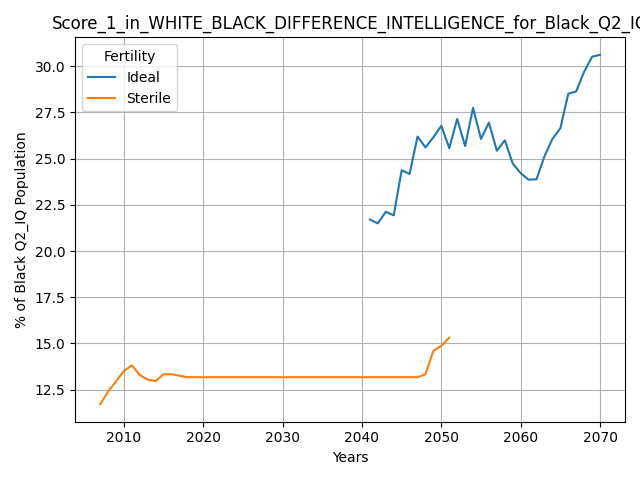 Score_1_in_WHITE_BLACK_DIFFERENCE_INTELLIGENCE_for_Black_Q2_IQ
Fertility
Ideal
Sterile
% of Black Q2_IQ Population
30.0
27.5
25.0
22.5
20.0
17.5
15.0
12.5
2010 2020 2030 2040 2050 2060 2070
Years